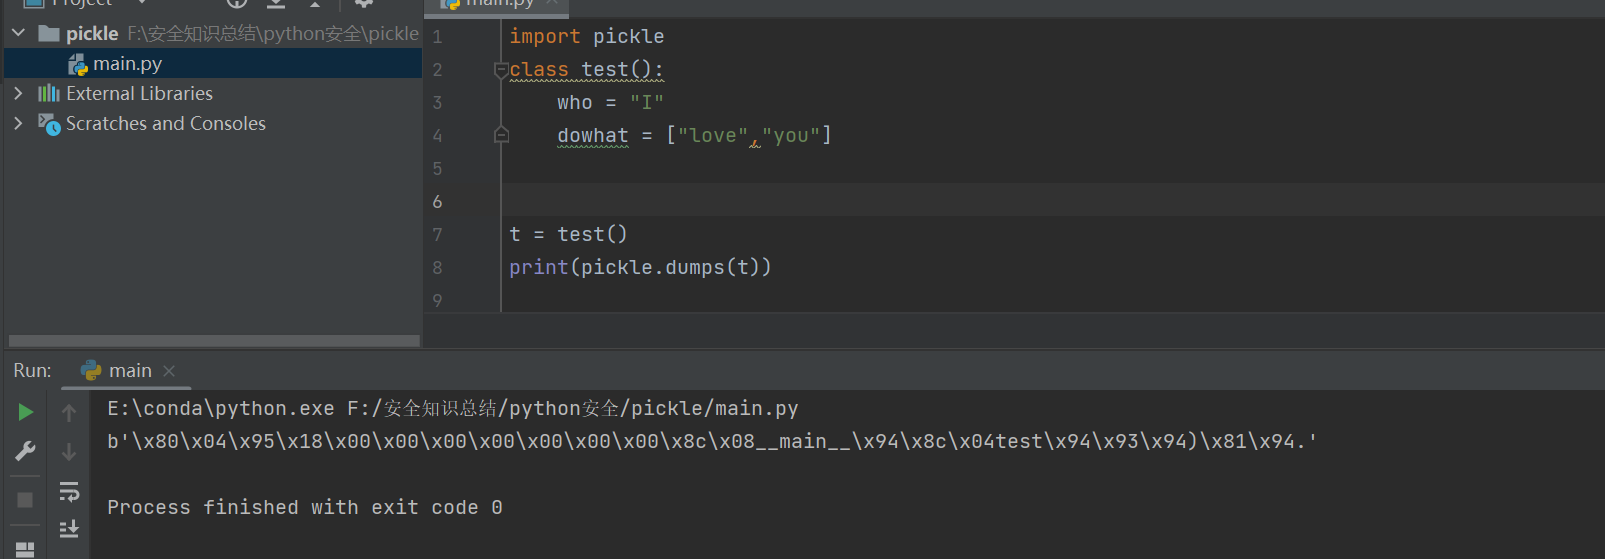 Project
main.py
pickle F:\安全知识总结\python安全\pickle
main.py
External Libraries
Scratches and Consoles
1 import pickle
2 class test():
3 who = "I"
4 dowhat = ["love","you"]
5
6
7 t = test()
8 print(pickle.dumps(t))
9
Run: main
E:\conda\python.exe F:/安全知识总结/python安全/pickle/main.py
b'\x80\x04\x95\x18\x00\x00\x00\x00\x00\x00\x00\x8c\x08__main__\x94\x8c\x04test\x94\x93\x94)\x81\x94.'
Process finished with exit code 0